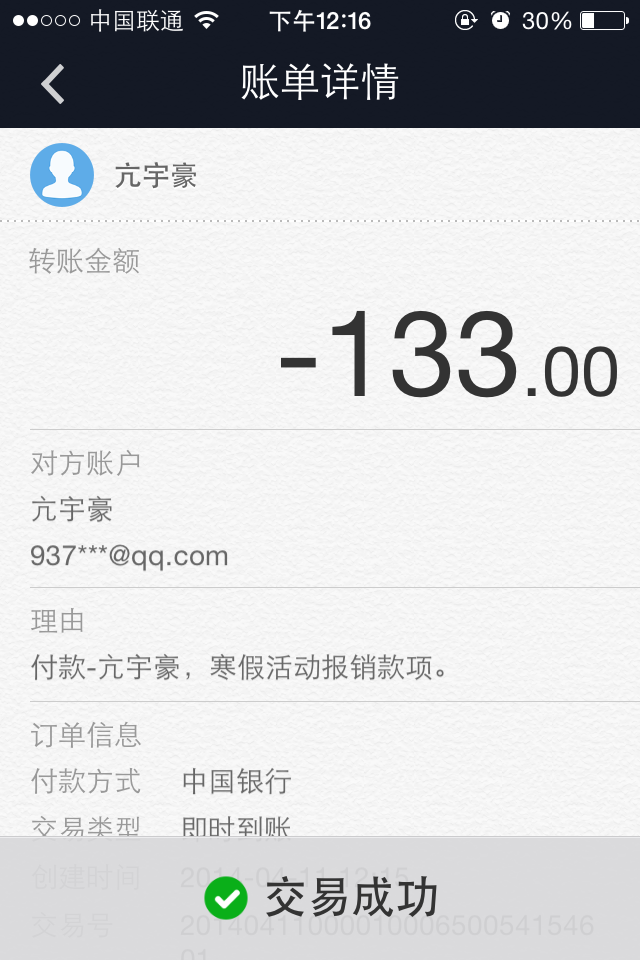 中国联通 下午12:16 30%
账单详情
亢宇豪
转账金额
-133.00
对方账户
亢宇豪
937***@qq.com
理由
付款-亢宇豪，寒假活动报销款项。
订单信息
付款方式 中国银行
交易类型 即时到账
创建时间 2014-04-11 12:15
交易成功
交易号 20140411000010006500541546
01